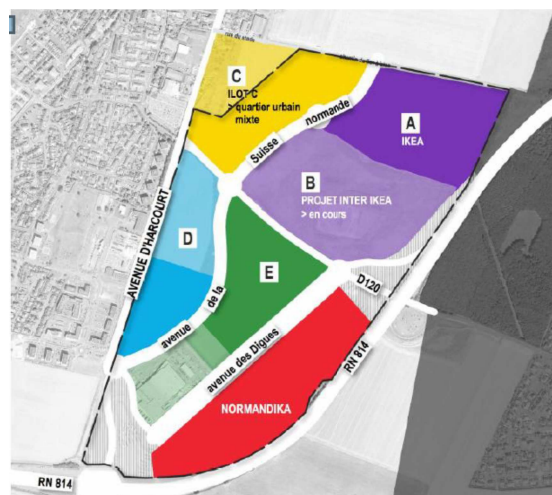 C
ILOT C
> quartier urbain
mixte
Suisse
normande
A
IKEA
B
PROJET INTER IKEA
> en cours
AVENUE D'HARCOURT
D
E
D120
avenue
de la
avenue des Digues
RN 814
NORMANDIKA
RN 814